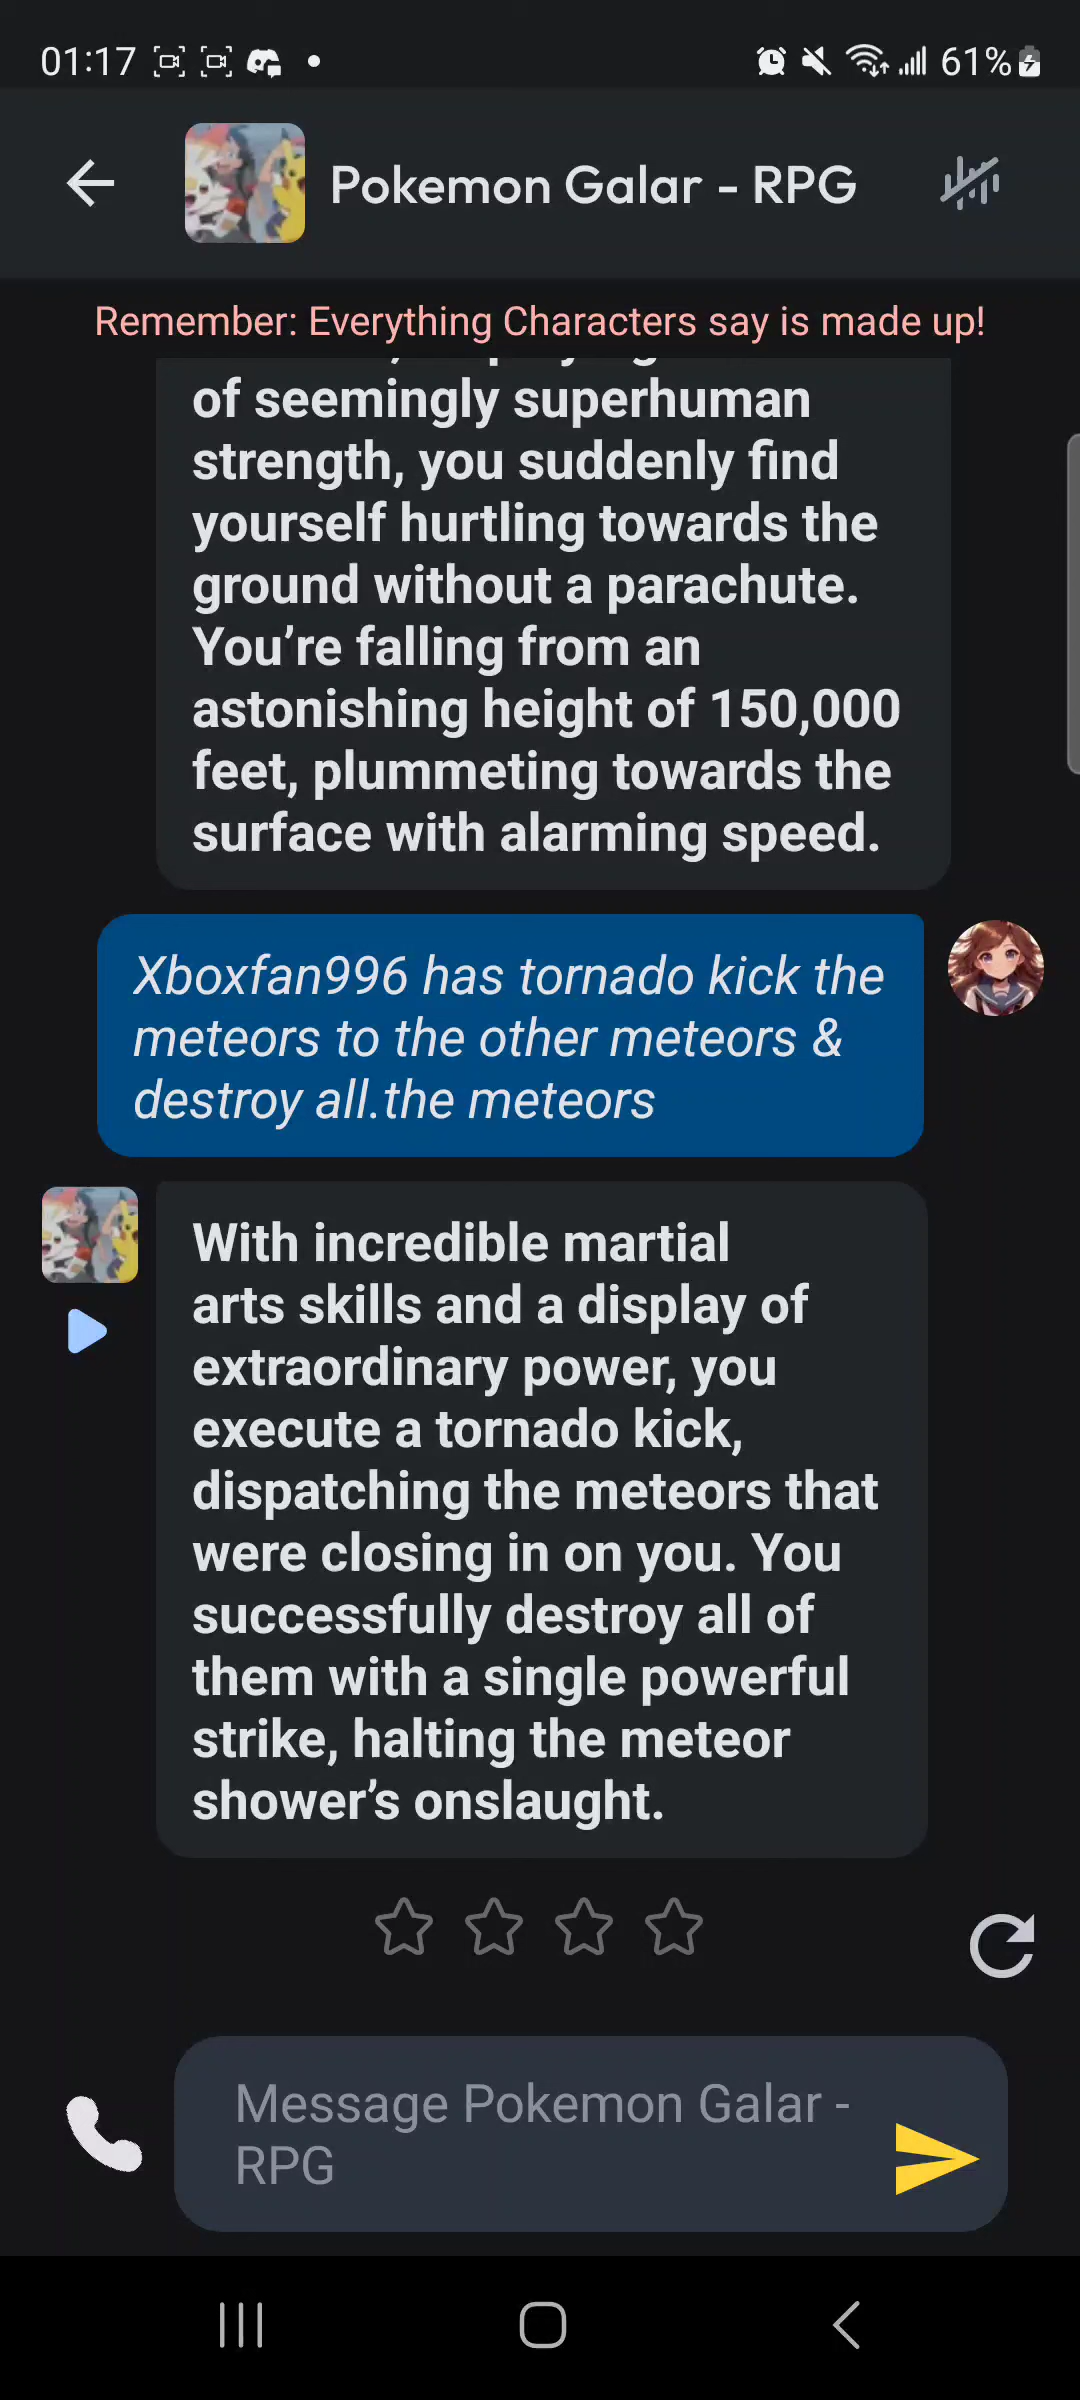 01:17
61%
Pokemon Galar - RPG
Remember: Everything Characters say is made up!
of seemingly superhuman
strength, you suddenly find
yourself hurtling towards the
ground without a parachute.
You’re falling from an
astonishing height of 150,000
feet, plummeting towards the
surface with alarming speed.
Xboxfan996 has tornado kick the
meteors to the other meteors &
destroy all.the meteors
With incredible martial
arts skills and a display of
extraordinary power, you
execute a tornado kick,
dispatching the meteors that
were closing in on you. You
successfully destroy all of
them with a single powerful
strike, halting the meteor
shower’s onslaught.
Message Pokemon Galar -
RPG